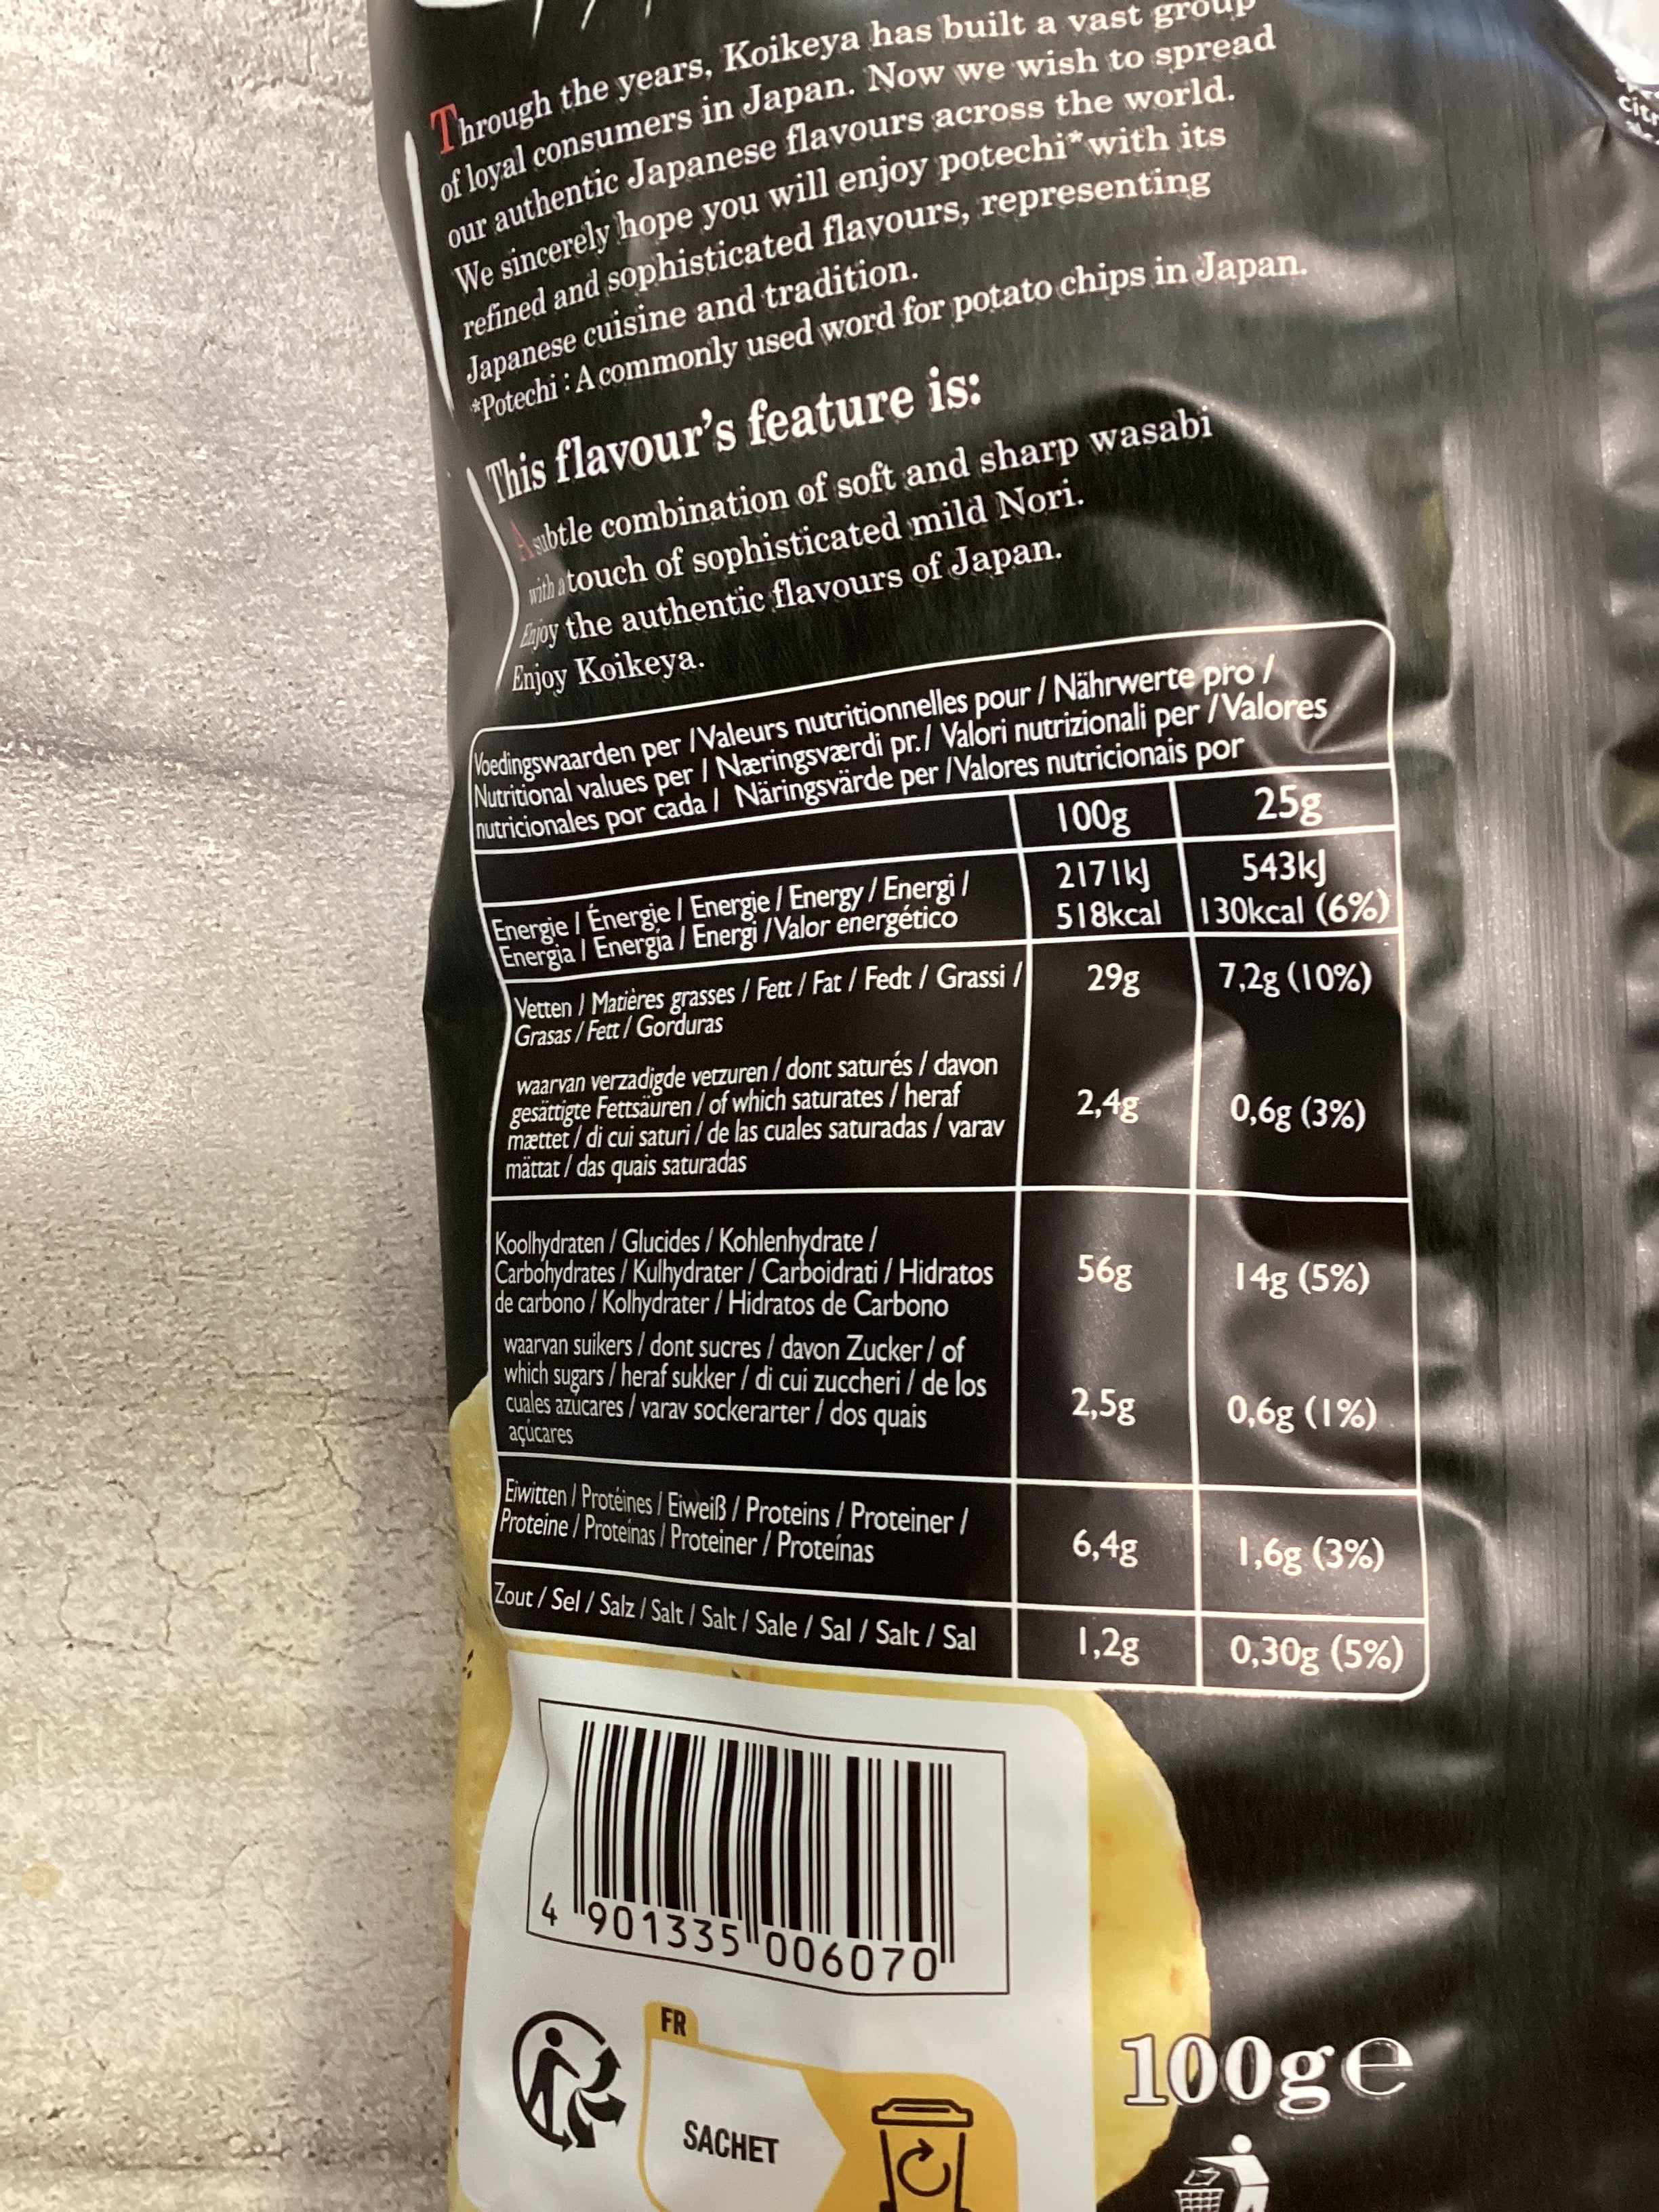 Through the years, Koikeya has built a vast group
of loyal consumers in Japan. Now we wish to spread
our authentic Japanese flavours across the world.
We sincerely hope you will enjoy potechi* with its
refined and sophisticated flavours, representing
Japanese cuisine and tradition.
*Potechi : A commonly used word for potato chips in Japan.
This flavour's feature is:
A subtle combination of soft and sharp wasabi
with a touch of sophisticated mild Nori.
Enjoy the authentic flavours of Japan.
Enjoy Koikeya.
Voedingswaarden per / Valeurs nutritionnelles pour / Nährwerte pro /
Nutritional values per / Næringsværdi pr. / Valori nutrizionali per / Valores
nutricionales por cada / Näringsvärde per / Valores nutricionais por
100g 25g
Energie / Énergie / Energie / Energy / Energi / 2171kJ 543kJ
Energia / Energía / Energi / Valor energético 518kcal 130kcal (6%)
Vetten / Matières grasses / Fett / Fat / Fedt / Grassi / 29g 7,2g (10%)
Grasas / Fett / Gorduras
waarvan verzadigde vetzuren / dont saturés / davon
gesättigte Fettsäuren / of which saturates / heraf 2,4g 0,6g (3%)
mættet / di cui saturi / de las cuales saturadas / varav
mättat / das quais saturadas
Koolhydraten / Glucides / Kohlenhydrate /
Carbohydrates / Kulhydrater / Carboidrati / Hidratos 56g 14g (5%)
de carbono / Kolhydrater / Hidratos de Carbono
waarvan suikers / dont sucres / davon Zucker / of
which sugars / heraf sukker / di cui zuccheri / de los
cuales azúcares / varav sockerarter / dos quais 2,5g 0,6g (1%)
açúcares
Eiwitten / Protéines / Eiweiß / Proteins / Proteiner /
Proteine / Proteínas / Proteiner / Proteínas 6,4g 1,6g (3%)
Zout / Sel / Salz / Salt / Salt / Sale / Sal / Salt / Sal 1,2g 0,30g (5%)
4 901335 006070
FR
SACHET
100g e